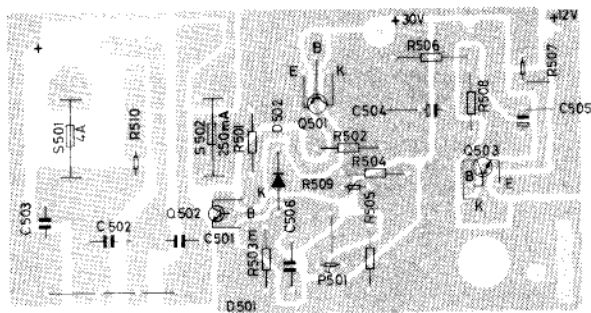 +30V
+12V
+
B
R506
R507
E
K
D502
R508
S501
4A
R510
S502
250mA
R501
Q501
C504
C505
R502
Q503
R504
B
E
K
R509
K
C503
Q502
B
C502
C501
C506
R505
R503m
P501
D501